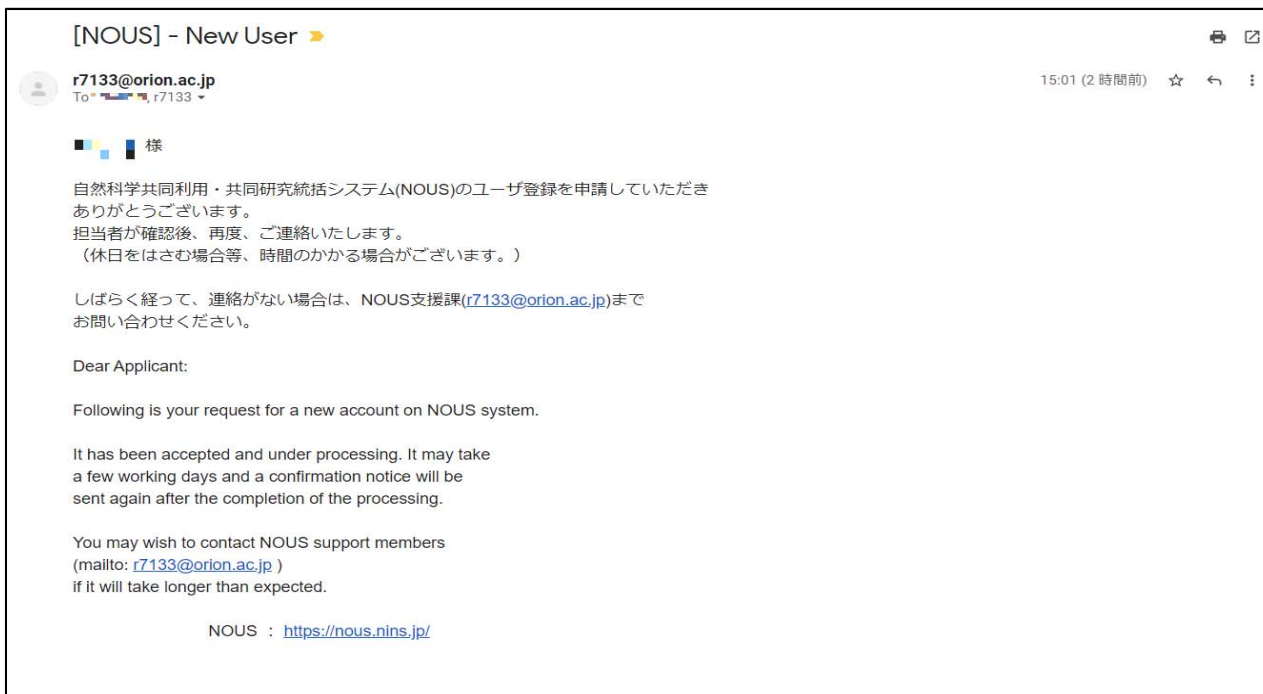 [NOUS] - New User
r7133@orion.ac.jp
15:01 (2 時間前)
To , r7133
様
自然科学共同利用・共同研究統括システム(NOUS)のユーザ登録を申請していただき
ありがとうございます。
担当者が確認後、再度、ご連絡いたします。
（休日をはさむ場合等、時間のかかる場合がございます。）
しばらく経って、連絡がない場合は、NOUS支援課(r7133@orion.ac.jp)まで
お問い合わせください。
Dear Applicant:
Following is your request for a new account on NOUS system.
It has been accepted and under processing. It may take
a few working days and a confirmation notice will be
sent again after the completion of the processing.
You may wish to contact NOUS support members
(mailto: r7133@orion.ac.jp )
if it will take longer than expected.
NOUS : https://nous.nins.jp/